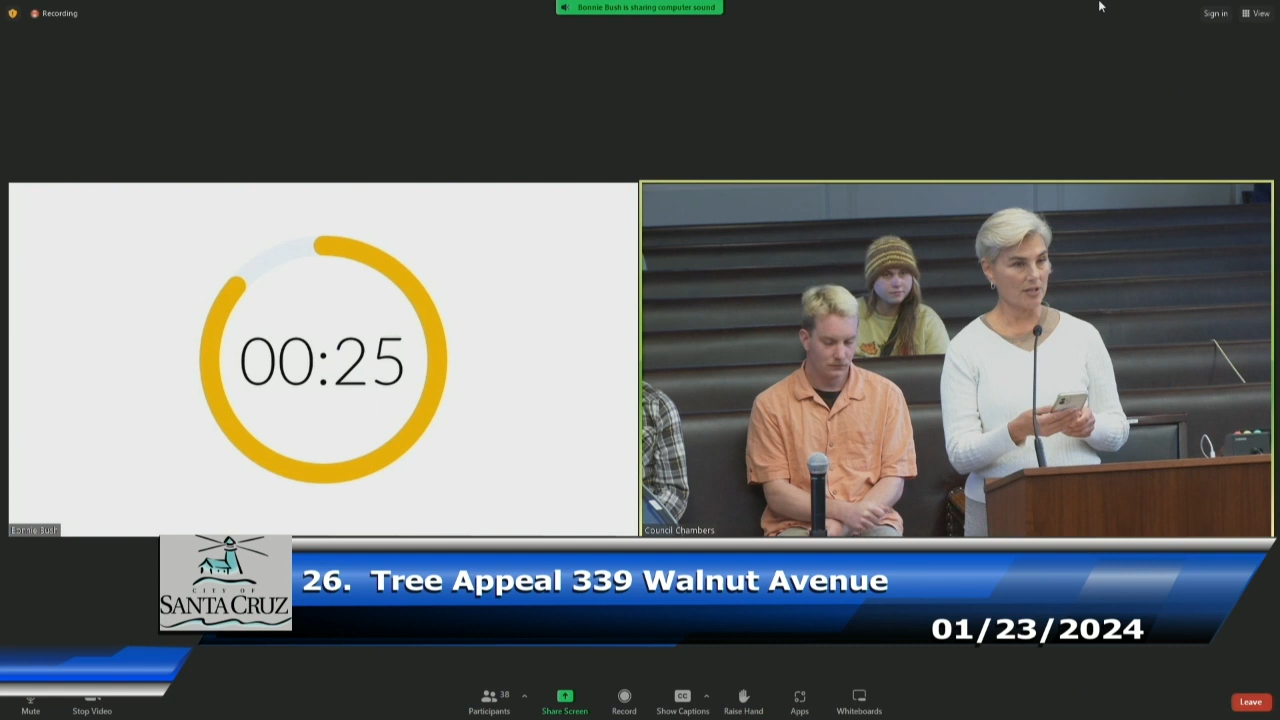 Recording
Bonnie Bush is sharing computer sound
Sign in
View
00:25
Bonnie Bush
Council Chambers
CITY OF
SANTA CRUZ
26. Tree Appeal 339 Walnut Avenue
01/23/2024
Mute
Stop Video
Participants
38
Share Screen
Record
CC
Show Captions
Raise Hand
Apps
Whiteboards
Leave